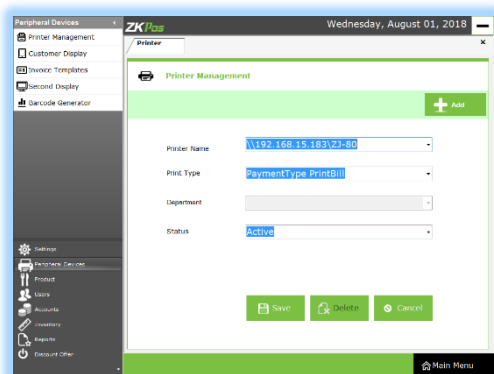 Peripheral Devices
Printer Management
Customer Display
Invoice Templates
Second Display
Barcode Generator
Settings
Peripheral Devices
Product
Users
Accounts
Inventory
Reports
Discount Offer
ZKPos
Wednesday, August 01, 2018
Printer
Printer Management
Add
Printer Name
\\192.168.15.183\ZJ-80
Print Type
PaymentType PrintBill
Department
Status
Active
Save
Delete
Cancel
Main Menu